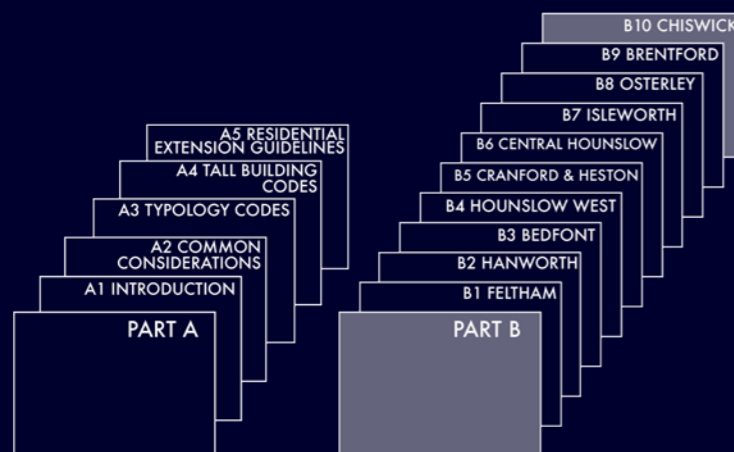 A5 RESIDENTIAL
EXTENSION GUIDELINES
A4 TALL BUILDING
CODES
A3 TYPOLOGY CODES
A2 COMMON
CONSIDERATIONS
A1 INTRODUCTION
PART A
B10 CHISWICK
B9 BRENTFORD
B8 OSTERLEY
B7 ISLEWORTH
B6 CENTRAL HOUNSLOW
B5 CRANFORD & HESTON
B4 HOUNSLOW WEST
B3 BEDFONT
B2 HANWORTH
B1 FELTHAM
PART B